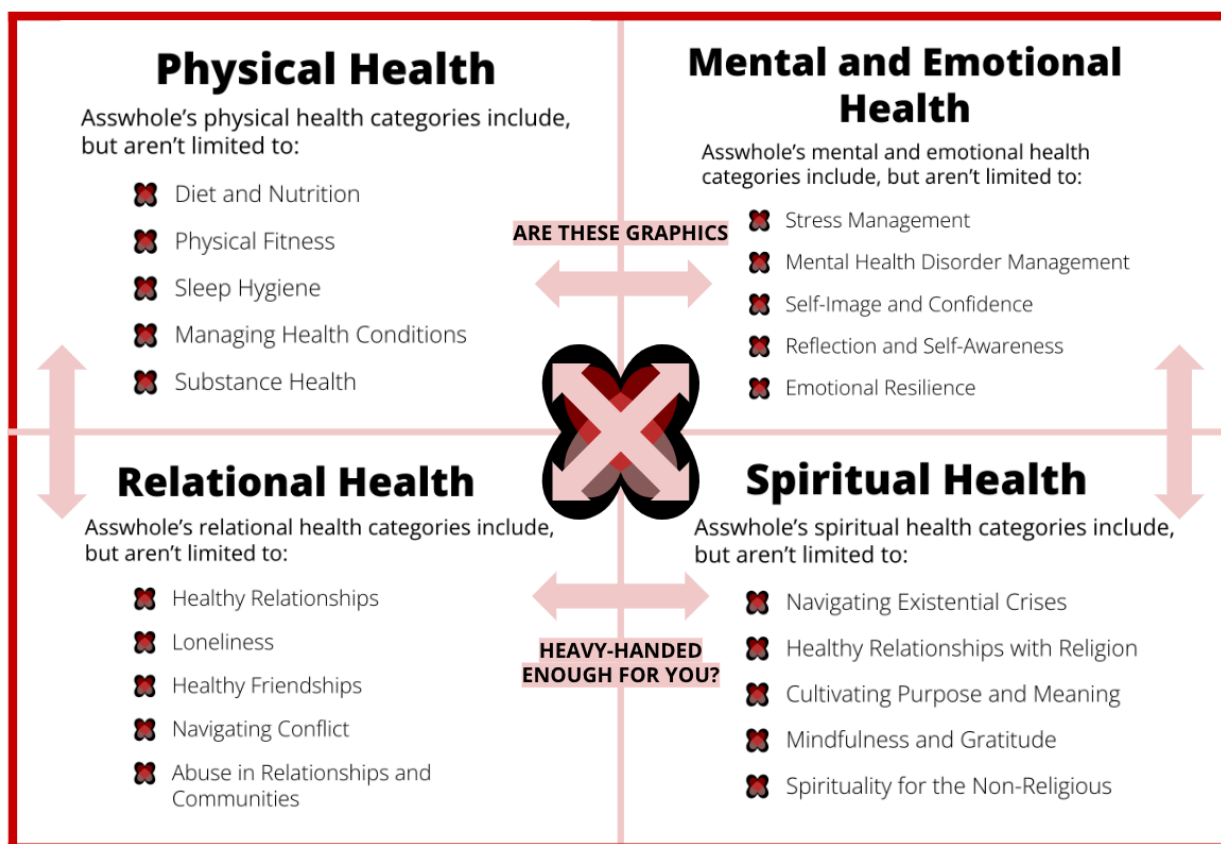 Physical Health
Asswhole’s physical health categories include,
but aren’t limited to:
Diet and Nutrition
Physical Fitness
Sleep Hygiene
Managing Health Conditions
Substance Health
Mental and Emotional
Health
Asswhole’s mental and emotional health
categories include, but aren’t limited to:
Stress Management
Mental Health Disorder Management
Self-Image and Confidence
Reflection and Self-Awareness
Emotional Resilience
ARE THESE GRAPHICS
Relational Health
Asswhole’s relational health categories include,
but aren’t limited to:
Healthy Relationships
Loneliness
Healthy Friendships
Navigating Conflict
Abuse in Relationships and
Communities
HEAVY-HANDED
ENOUGH FOR YOU?
Spiritual Health
Asswhole’s spiritual health categories include,
but aren’t limited to:
Navigating Existential Crises
Healthy Relationships with Religion
Cultivating Purpose and Meaning
Mindfulness and Gratitude
Spirituality for the Non-Religious